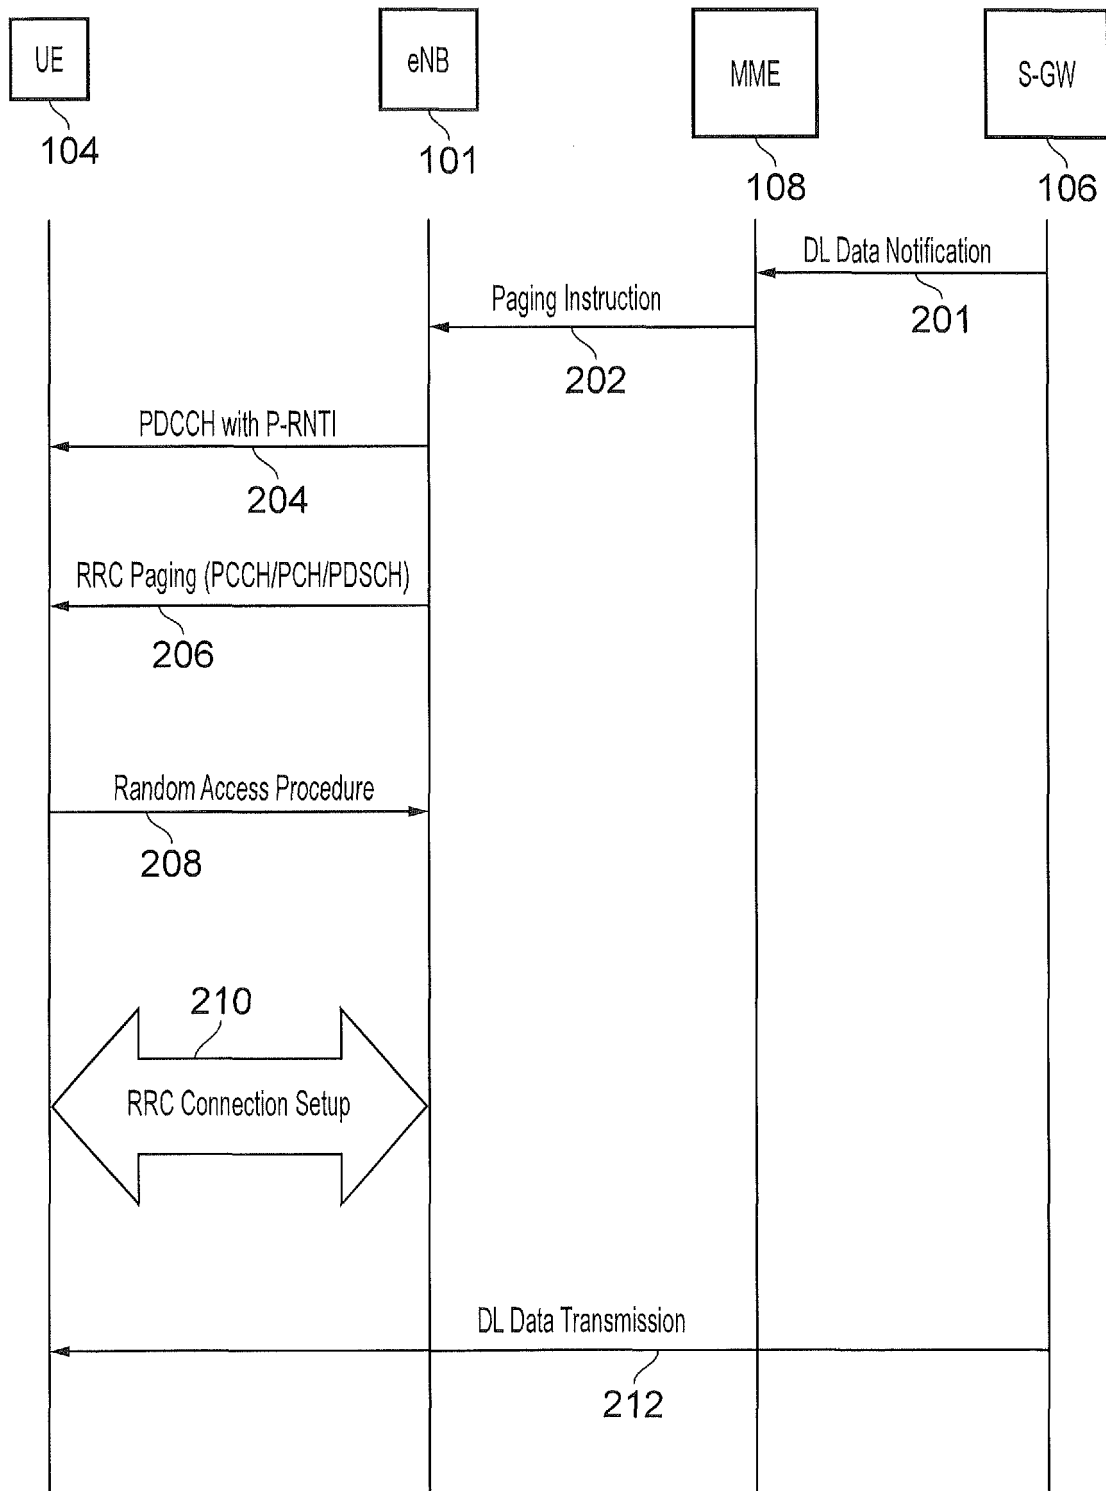 UE
eNB
MME
S-GW
104
101
108
106
DL Data Notification
201
Paging Instruction
202
PDCCH with P-RNTI
204
RRC Paging (PCCH/PCH/PDSCH)
206
Random Access Procedure
208
210
RRC Connection Setup
DL Data Transmission
212